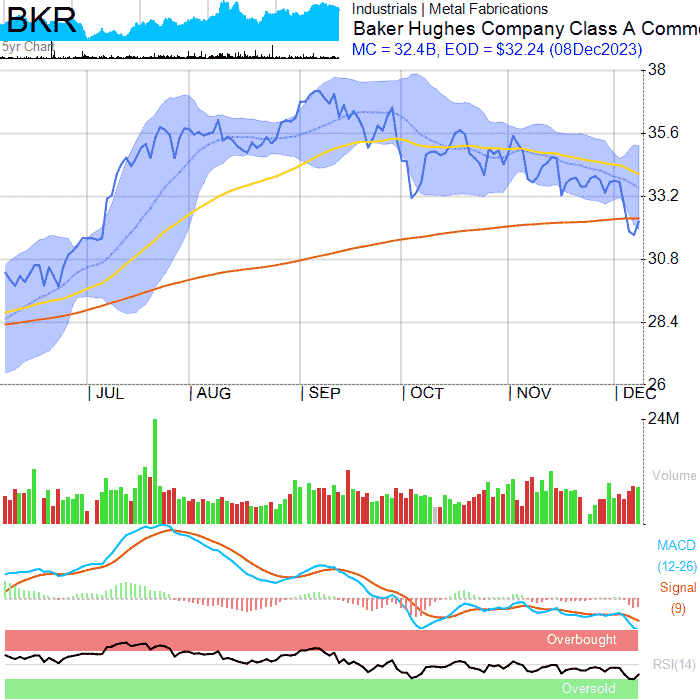 BKR
5yr Chart
Industrials | Metal Fabrications
Baker Hughes Company Class A Comm
MC = 32.4B, EOD = $32.24 (08Dec2023)
38
35.6
33.2
30.8
28.4
26
JUL
AUG
SEP
OCT
NOV
DEC
24M
Volume
MACD
(12-26)
Signal
(9)
Overbought
RSI(14)
Oversold